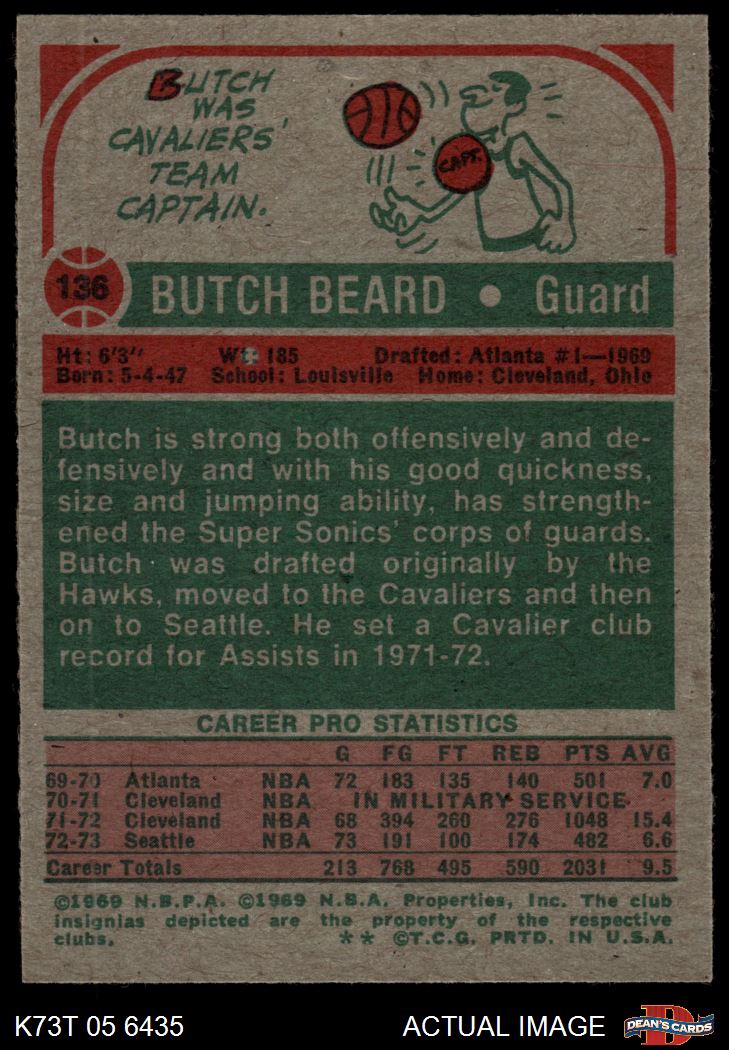 BUTCH
WAS
CAVALIERS'
TEAM
CAPTAIN.
CAPT.
136 BUTCH BEARD • Guard
Ht: 6'3" Wt: 185 Drafted: Atlanta #1—1969
Born: 5-4-47 School: Louisville Home: Cleveland, Ohio
Butch is strong both offensively and de-
fensively and with his good quickness,
size and jumping ability, has strength-
ened the Super Sonics' corps of guards.
Butch was drafted originally by the
Hawks, moved to the Cavaliers and then
on to Seattle. He set a Cavalier club
record for Assists in 1971-72.
CAREER PRO STATISTICS
G FG FT REB PTS AVG
69-70 Atlanta NBA 72 183 135 140 501 7.0
70-71 Cleveland NBA IN MILITARY SERVICE
71-72 Cleveland NBA 68 394 260 276 1048 15.4
72-73 Seattle NBA 73 191 100 174 482 6.6
Career Totals 213 768 495 590 2031 9.5
©1969 N.B.P.A. ©1969 N.B.A. Properties, Inc. The club
insignias depicted are the property of the respective
clubs. ** ©T.C.G. PRTD. IN U.S.A.
K73T 05 6435 ACTUAL IMAGE DEAN'S CARDS